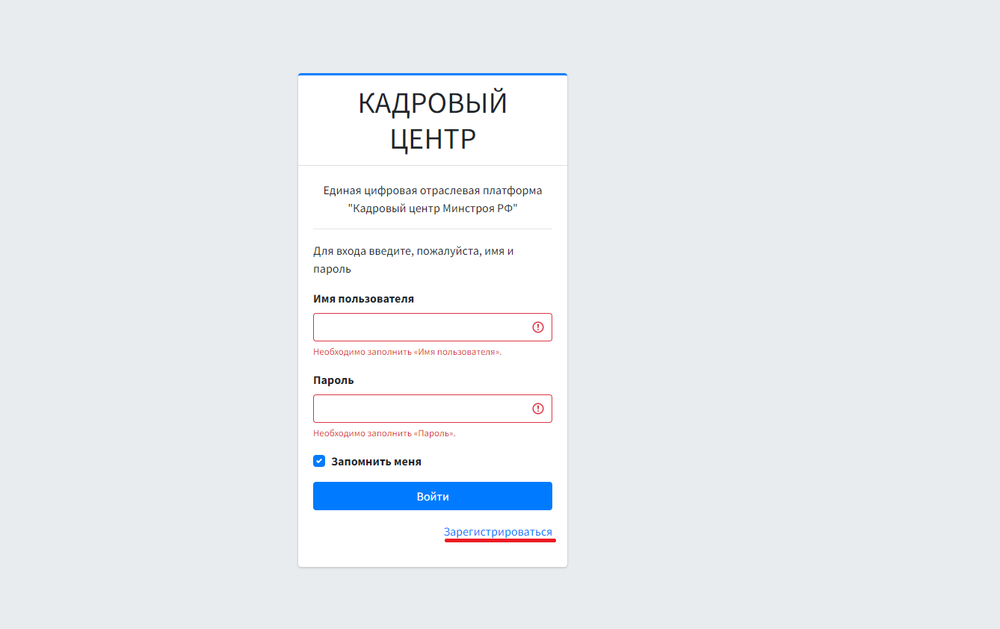 КАДРОВЫЙ
ЦЕНТР
Единая цифровая отраслевая платформа
"Кадровый центр Минстроя РФ"
Для входа введите, пожалуйста, имя и
пароль
Имя пользователя
Необходимо заполнить «Имя пользователя».
Пароль
Необходимо заполнить «Пароль».
Запомнить меня
Войти
Зарегистрироваться